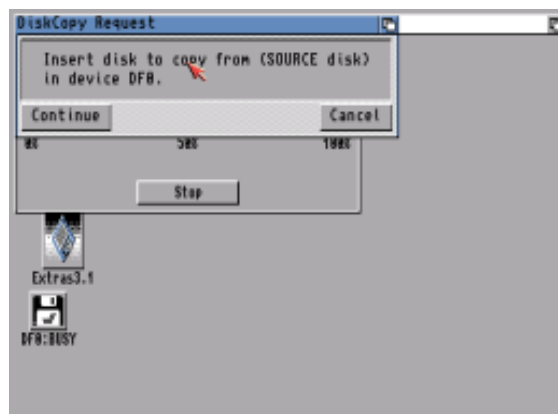 DiskCopy Request
Insert disk to copy from (SOURCE disk)
in device DF0.
Continue
Cancel
0%
50%
100%
Stop
Extras3.1
DF0:BUSY